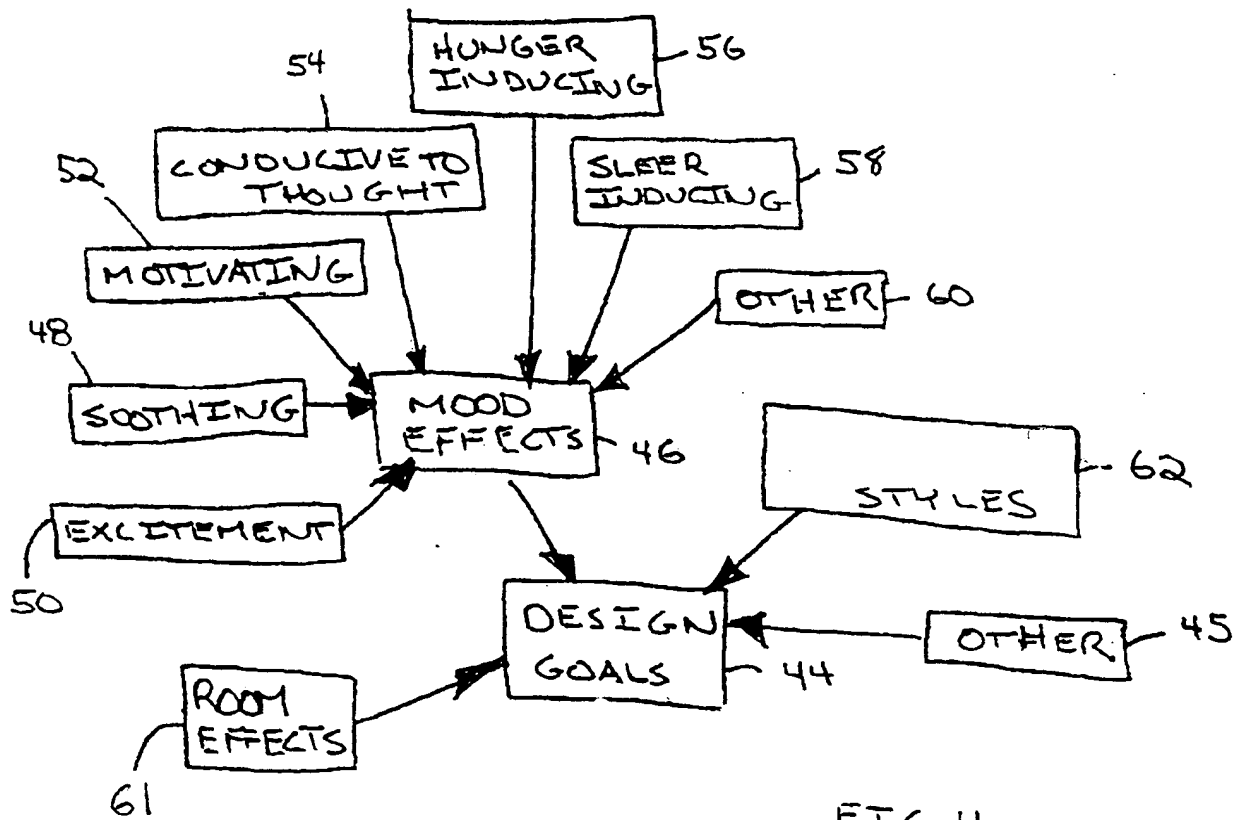 HUNGER
INDUCING
56
54
CONDUCIVE TO
THOUGHT
SLEEP
INDUCING
58
52
MOTIVATING
OTHER
60
48
SOOTHING
MOOD
EFFECTS
46
STYLES
62
EXCITEMENT
50
DESIGN
GOALS
44
OTHER
45
ROOM
EFFECTS
61